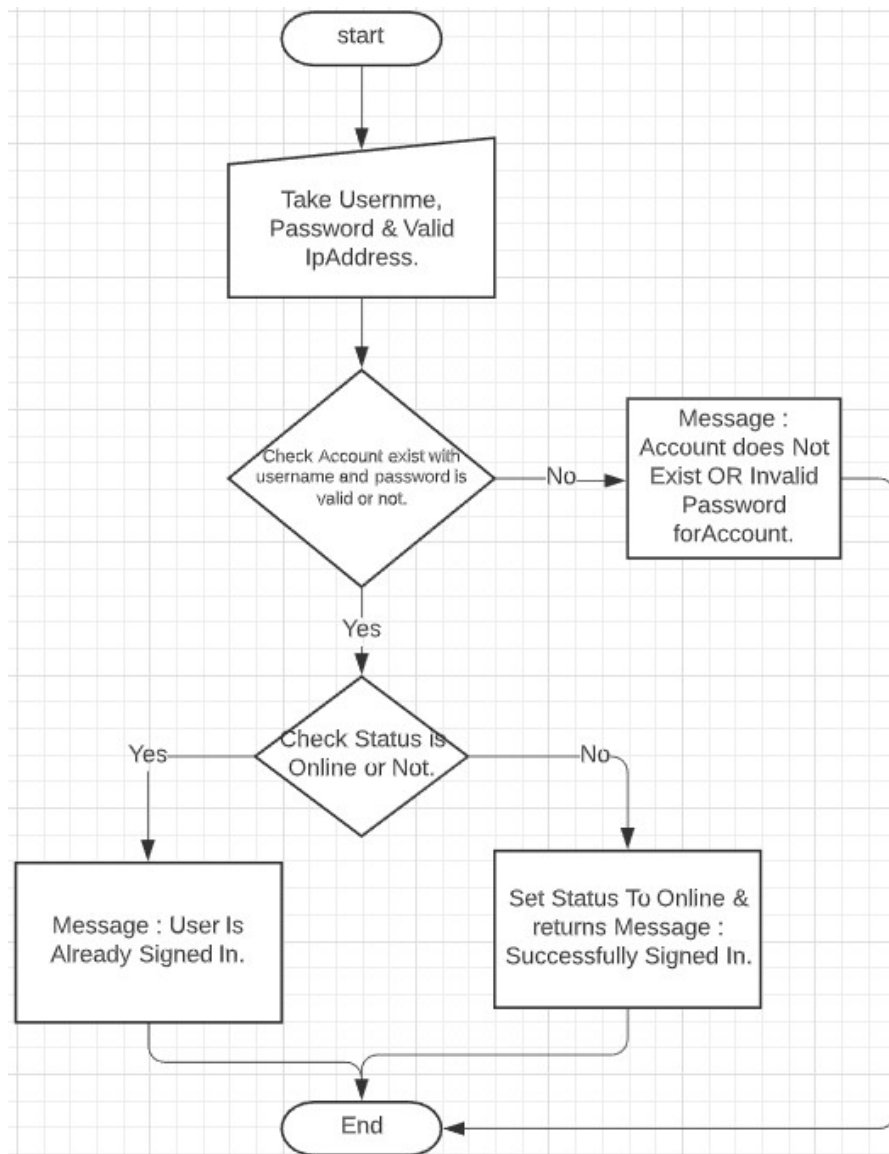 start
Take Usernme,
Password & Valid
IpAddress.
Check Account exist with
username and password is
valid or not.
No
Message :
Account does Not
Exist OR Invalid
Password
forAccount.
Yes
Check Status is
Online or Not.
Yes
No
Message : User Is
Already Signed In.
Set Status To Online &
returns Message :
Successfully Signed In.
End